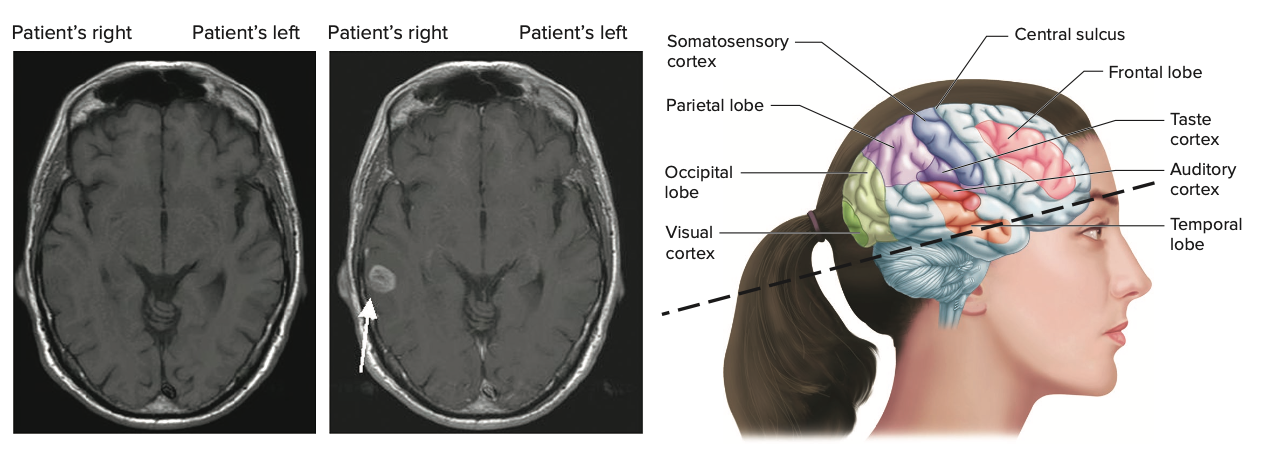 Patient's right
Patient's left
Patient's right
Patient's left
Somatosensory
cortex
Central sulcus
Frontal lobe
Parietal lobe
Taste
cortex
Occipital
lobe
Auditory
cortex
Visual
cortex
Temporal
lobe